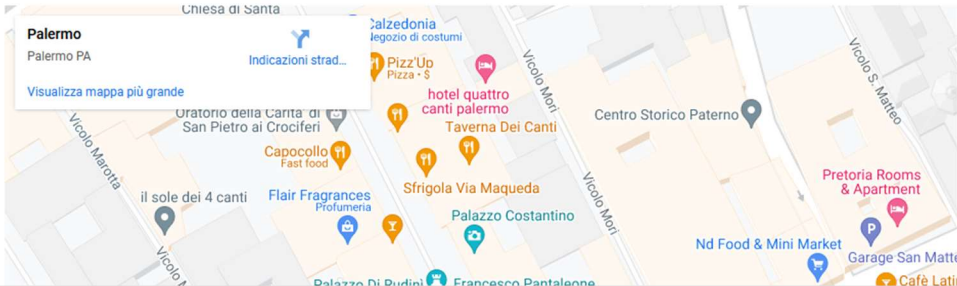 Chiesa di Santa
Palermo
Palermo PA
Indicazioni strad...
Visualizza mappa più grande
Calzedonia
Negozio di costumi
Pizz'Up
Pizza • $
hotel quattro
canti palermo
Vicolo Mori
Vicolo S. Matteo
Oratorio della Carita' di
San Pietro ai Crociferi
Taverna Dei Canti
Centro Storico Paterno
Vicolo Marotta
Capocollo
Fast food
Sfrigola Via Maqueda
Vicolo Mori
Pretoria Rooms
& Apartment
il sole dei 4 canti
Flair Fragrances
Profumeria
Palazzo Costantino
P
Nd Food & Mini Market
Garage San Matte
Vicolo
Palazzo Di Rudinì
Francesco Pantaleone
Cafè Lati